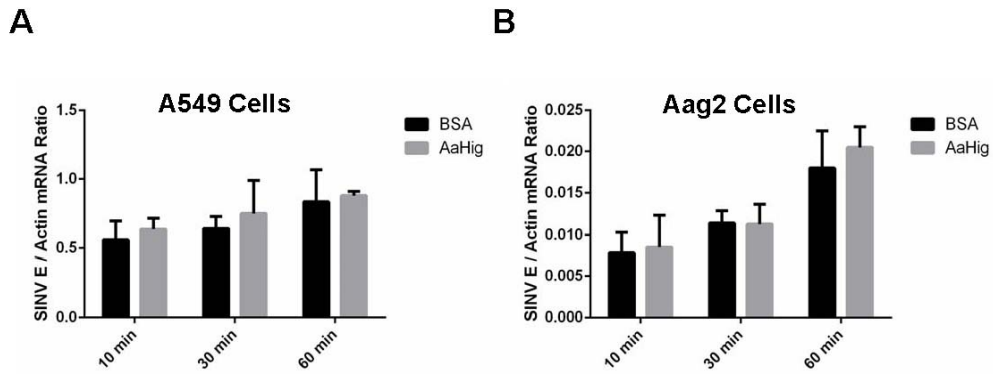 A
A549 Cells
SINV E / Actin mRNA Ratio
1.5
1.0
0.5
0.0
10 min
30 min
60 min
BSA
AaHig
B
Aag2 Cells
SINV E / Actin mRNA Ratio
0.025
0.020
0.015
0.010
0.005
0.000
10 min
30 min
60 min
BSA
AaHig